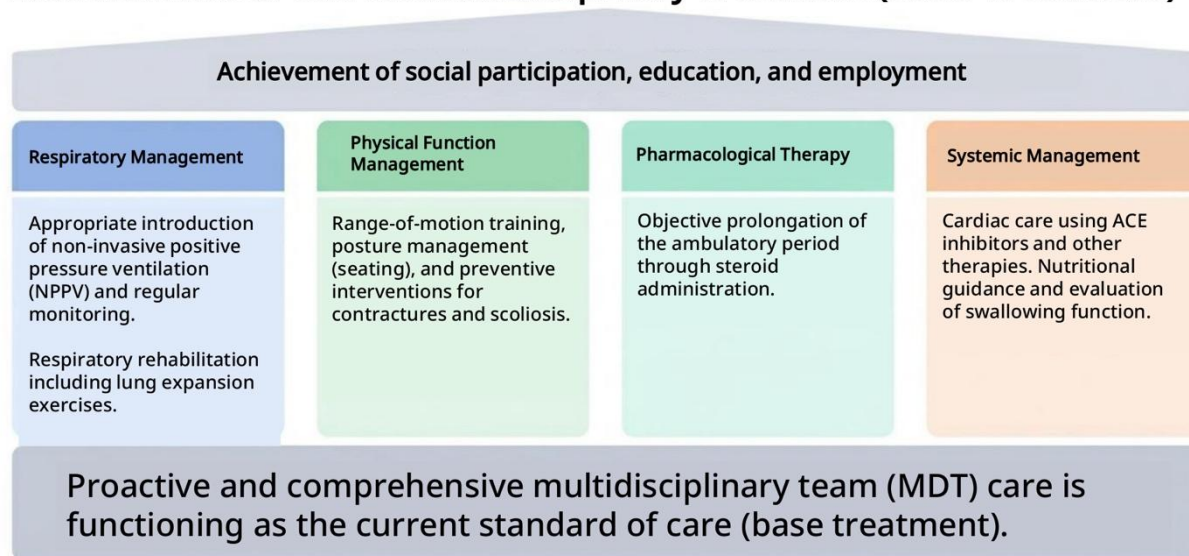 Achievement of social participation, education, and employment
Respiratory Management
Appropriate introduction
of non-invasive positive
pressure ventilation
(NPPV) and regular
monitoring.
Respiratory rehabilitation
including lung expansion
exercises.
Physical Function
Management
Range-of-motion training,
posture management
(seating), and preventive
interventions for
contractures and scoliosis.
Pharmacological Therapy
Objective prolongation of
the ambulatory period
through steroid
administration.
Systemic Management
Cardiac care using ACE
inhibitors and other
therapies. Nutritional
guidance and evaluation
of swallowing function.
Proactive and comprehensive multidisciplinary team (MDT) care is
functioning as the current standard of care (base treatment).